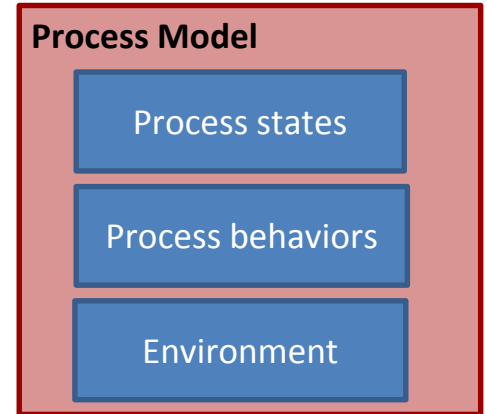 Process Model
Process states
Process behaviors
Environment